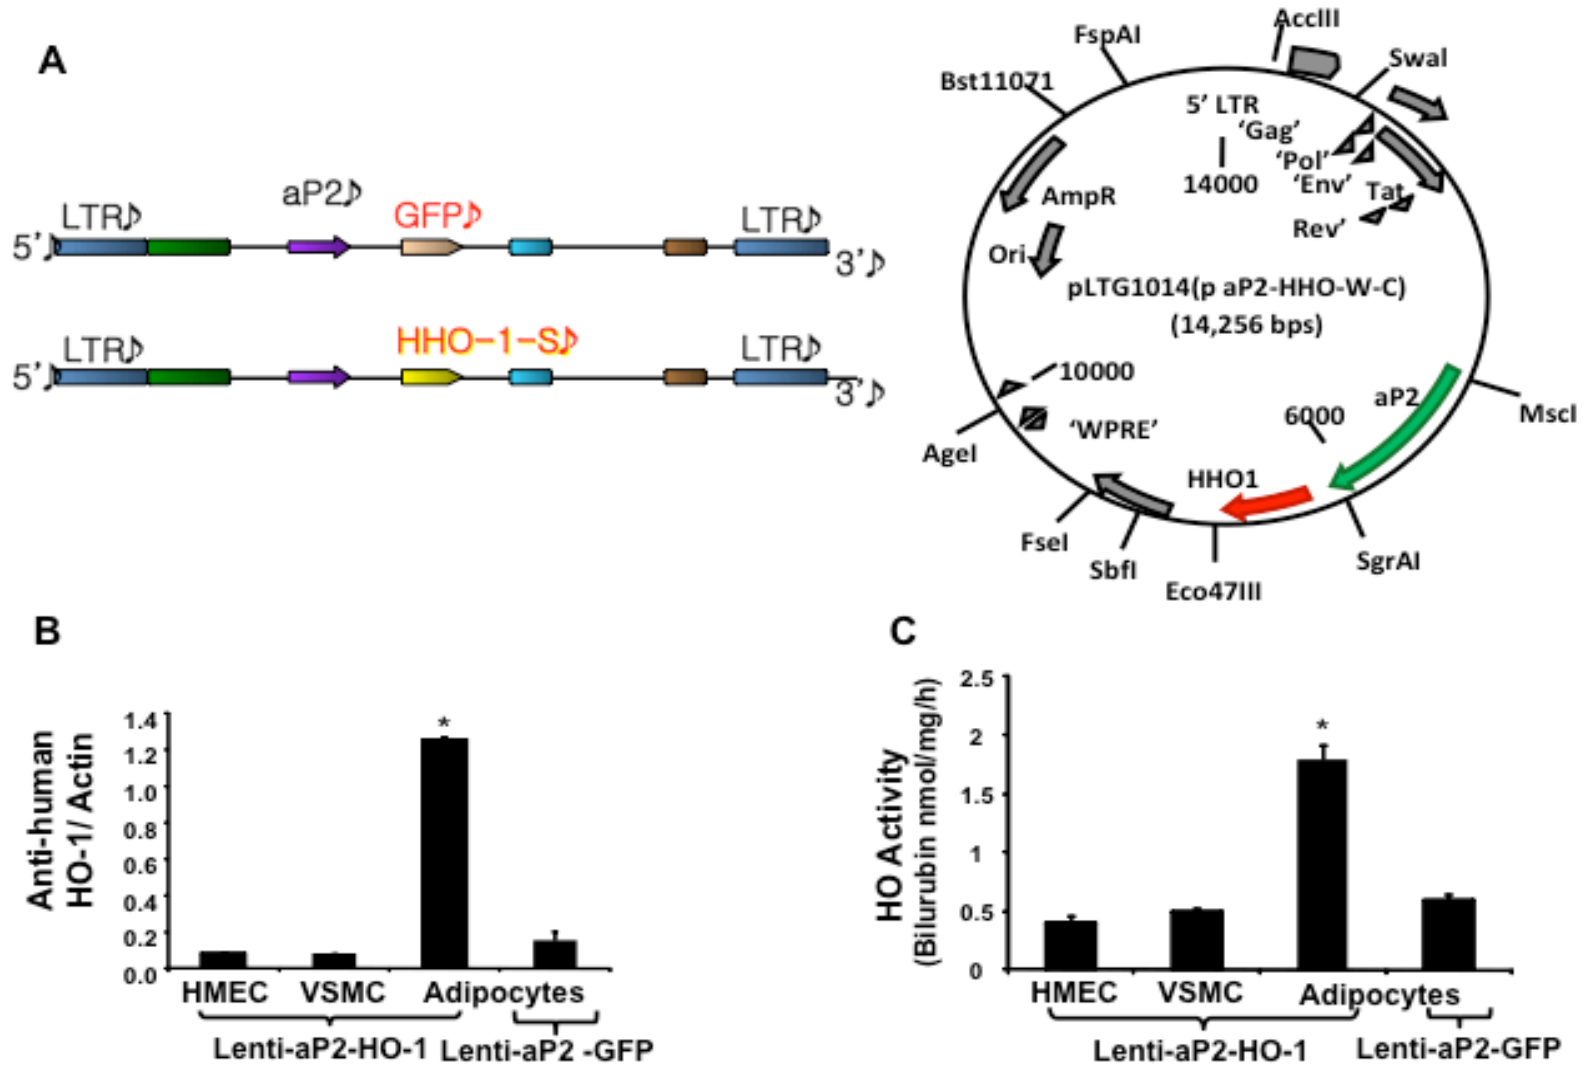 A
LTR♪ aP2♪ GFP♪ LTR♪
5'♪ 3'♪
LTR♪ HHO-1-S♪ LTR♪
5'♪ 3'♪
AccIII
FspAI
SwaI
Bst11071
5' LTR
'Gag'
'Pol'
14000 'Env' Tat
AmpR
Rev'
Ori
pLTG1014(p aP2-HHO-W-C)
(14,256 bps)
10000
aP2
6000
MscI
'WPRE'
AgeI
HHO1
FseI
SbfI
Eco47III
SgrAI
B
Anti-human
HO-1/ Actin
1.4
1.2
1.0
0.8
0.6
0.4
0.2
0.0
*
HMEC VSMC Adipocytes
Lenti-aP2-HO-1 Lenti-aP2 -GFP
C
HO Activity
(Bilurubin nmol/mg/h)
2.5
2
1.5
1
0.5
0
*
HMEC VSMC Adipocytes
Lenti-aP2-HO-1 Lenti-aP2-GFP